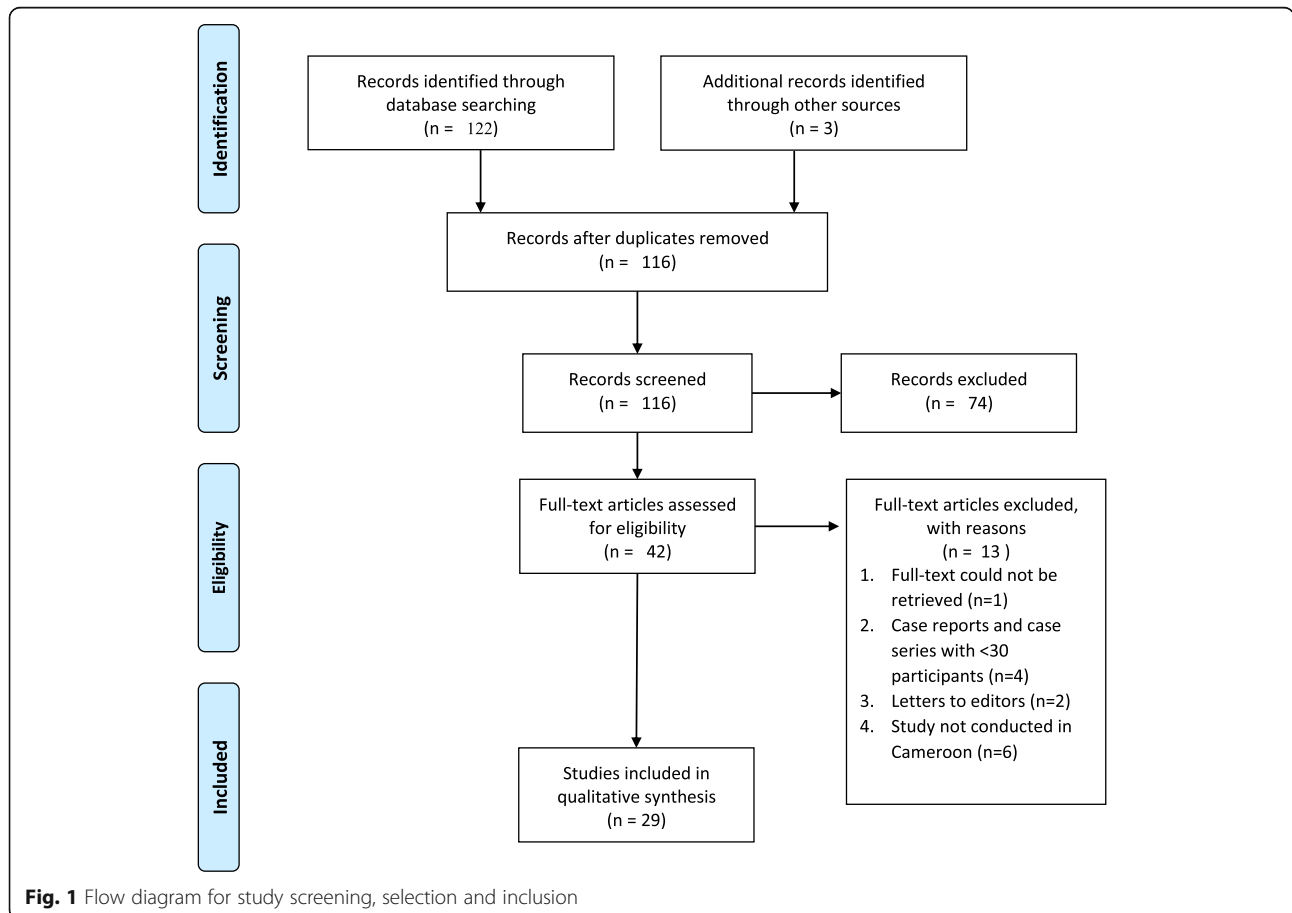 Identification
Records identified through
database searching
(n = 122)
Additional records identified
through other sources
(n = 3)
Records after duplicates removed
(n = 116)
Screening
Records screened
(n = 116)
Records excluded
(n = 74)
Eligibility
Full-text articles assessed
for eligibility
(n = 42)
Full-text articles excluded,
with reasons
(n = 13 )
1. Full-text could not be
retrieved (n=1)
2. Case reports and case
series with <30
participants (n=4)
3. Letters to editors (n=2)
4. Study not conducted in
Cameroon (n=6)
Included
Studies included in
qualitative synthesis
(n = 29)
Fig. 1 Flow diagram for study screening, selection and inclusion